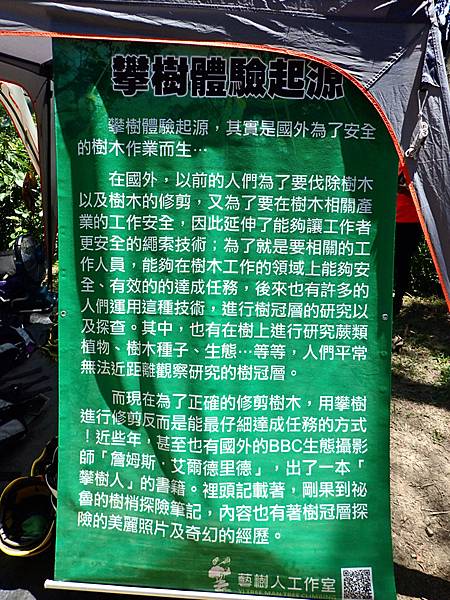 攀樹體驗起源
攀樹體驗起源，其實是國外為了安全
的樹木作業而生…
在國外，以前的人們為了要伐除樹木
以及樹木的修剪，又為了要在樹木相關產
業的工作安全，因此延伸了能夠讓工作者
更安全的繩索技術；為了就是要相關的工
作人員，能夠在樹木工作的領域上能夠安
全、有效的的達成任務，後來也有許多的
人們運用這種技術，進行樹冠層的研究以
及探查。其中，也有在樹上進行研究蕨類
植物、樹木種子、生態…等等，人們平常
無法近距離觀察研究的樹冠層。
而現在為了正確的修剪樹木，用攀樹
進行修剪反而是能最仔細達成任務的方式
！近些年，甚至也有國外的BBC生態攝影
師「詹姆斯．艾爾德里德」，出了一本「
攀樹人」的書籍。裡頭記載著，剛果到祕
魯的樹梢探險筆記，內容也有著樹冠層探
險的美麗照片及奇幻的經歷。
藝樹人工作室
YI TREE MAN TREE CLIMBING